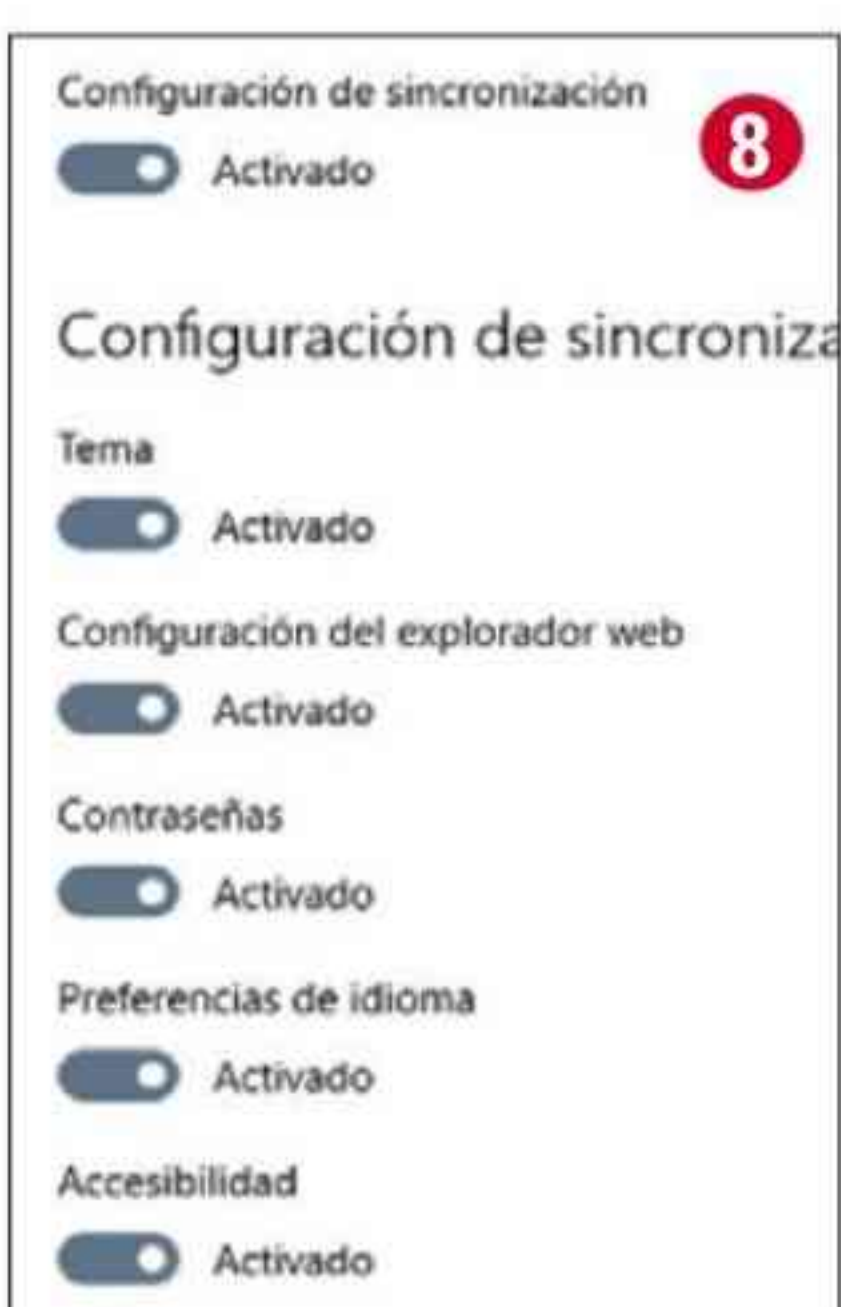 Configuración de sincronización
8
Activado
Configuración de sincroniza
Tema
Activado
Configuración del explorador web
Activado
Contraseñas
Activado
Preferencias de idioma
Activado
Accesibilidad
Activado